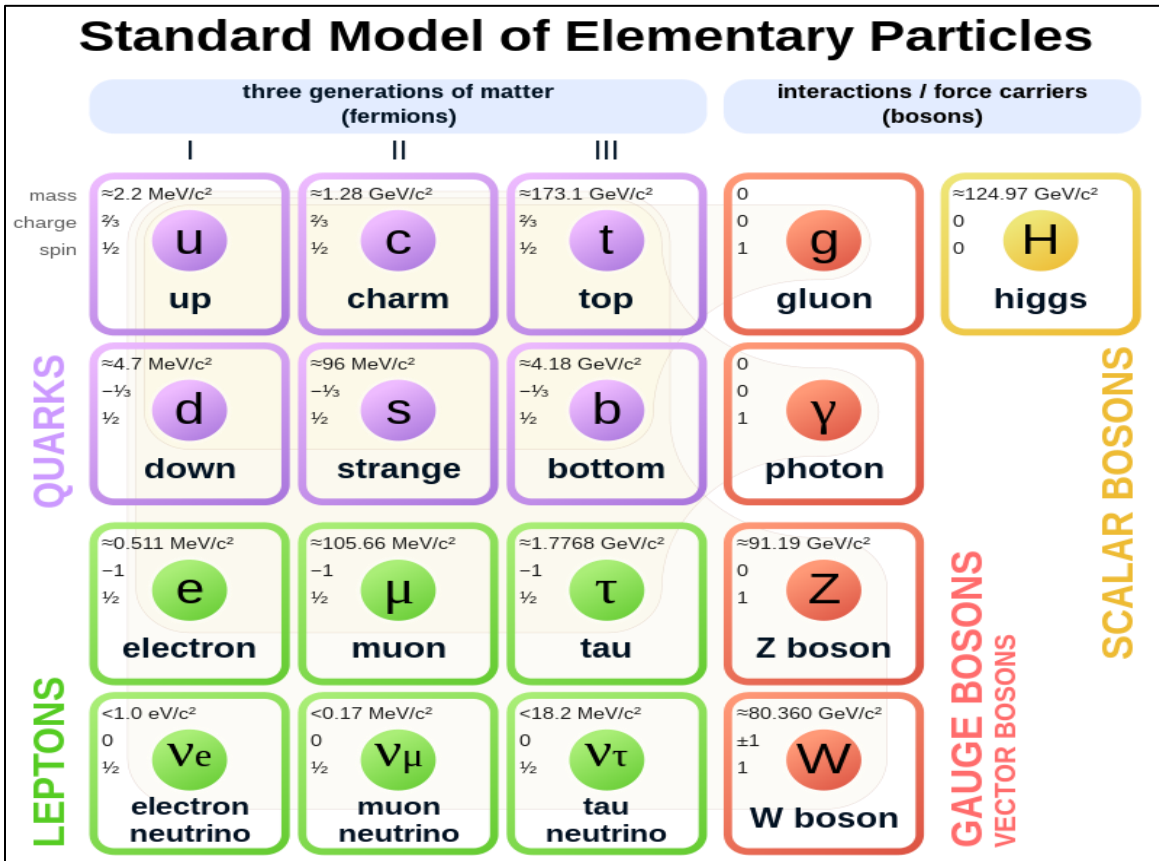 Standard Model of Elementary Particles
three generations of matter
(fermions)
interactions / force carriers
(bosons)
I
II
III
mass
charge
spin
≈2.2 MeV/c²
⅔
½
u
up
≈1.28 GeV/c²
⅔
½
c
charm
≈173.1 GeV/c²
⅔
½
t
top
0
0
1
g
gluon
≈124.97 GeV/c²
0
0
H
higgs
QUARKS
≈4.7 MeV/c²
−⅓
½
d
down
≈96 MeV/c²
−⅓
½
s
strange
≈4.18 GeV/c²
−⅓
½
b
bottom
0
0
1
γ
photon
SCALAR BOSONS
≈0.511 MeV/c²
−1
½
e
electron
≈105.66 MeV/c²
−1
½
μ
muon
≈1.7768 GeV/c²
−1
½
τ
tau
≈91.19 GeV/c²
0
1
Z
Z boson
LEPTONS
<1.0 eV/c²
0
½
νe
electron
neutrino
<0.17 MeV/c²
0
½
νμ
muon
neutrino
<18.2 MeV/c²
0
½
ντ
tau
neutrino
≈80.360 GeV/c²
±1
1
W
W boson
GAUGE BOSONS
VECTOR BOSONS